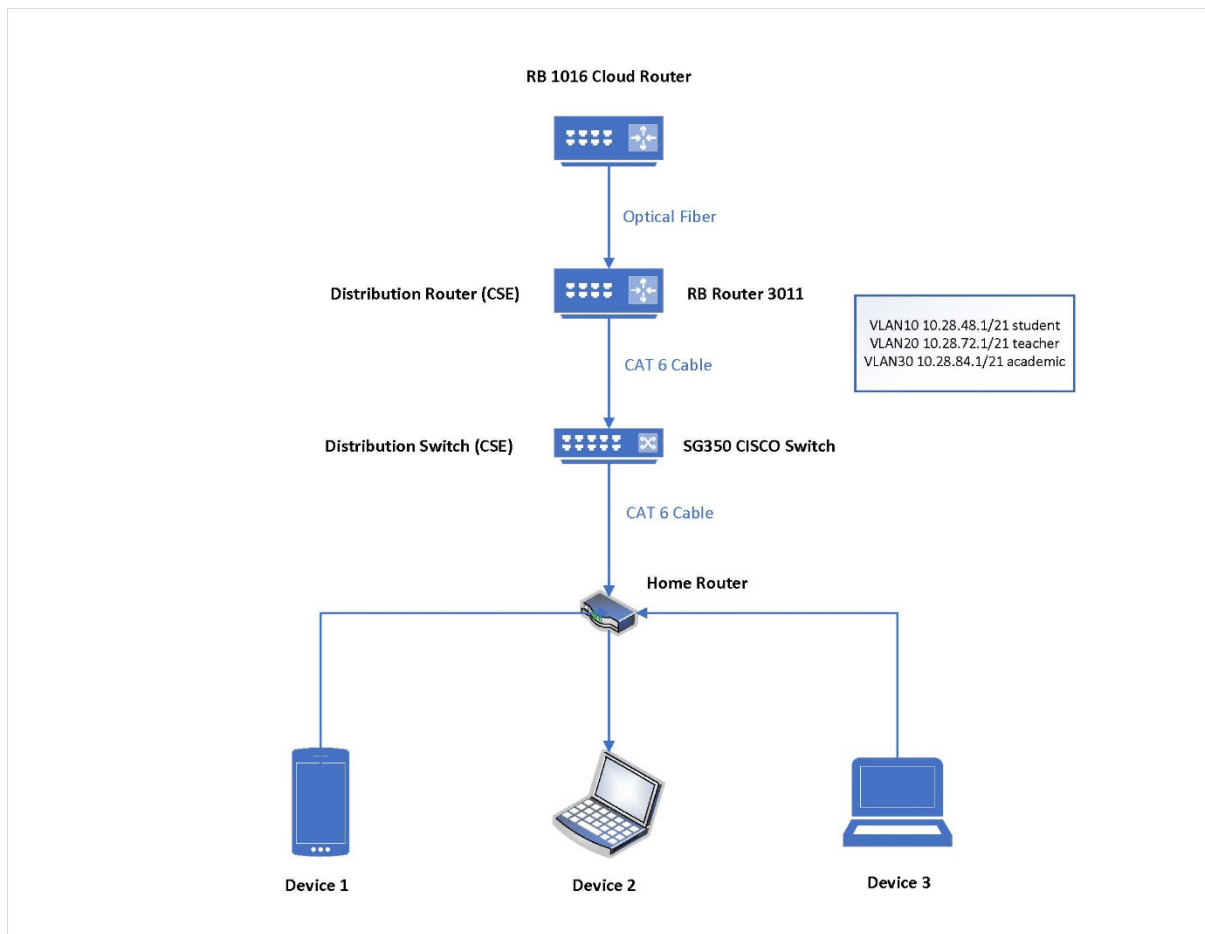 RB 1016 Cloud Router
Optical Fiber
Distribution Router (CSE)
RB Router 3011
VLAN10 10.28.48.1/21 student
VLAN20 10.28.72.1/21 teacher
VLAN30 10.28.84.1/21 academic
CAT 6 Cable
Distribution Switch (CSE)
SG350 CISCO Switch
CAT 6 Cable
Home Router
Device 1
Device 2
Device 3